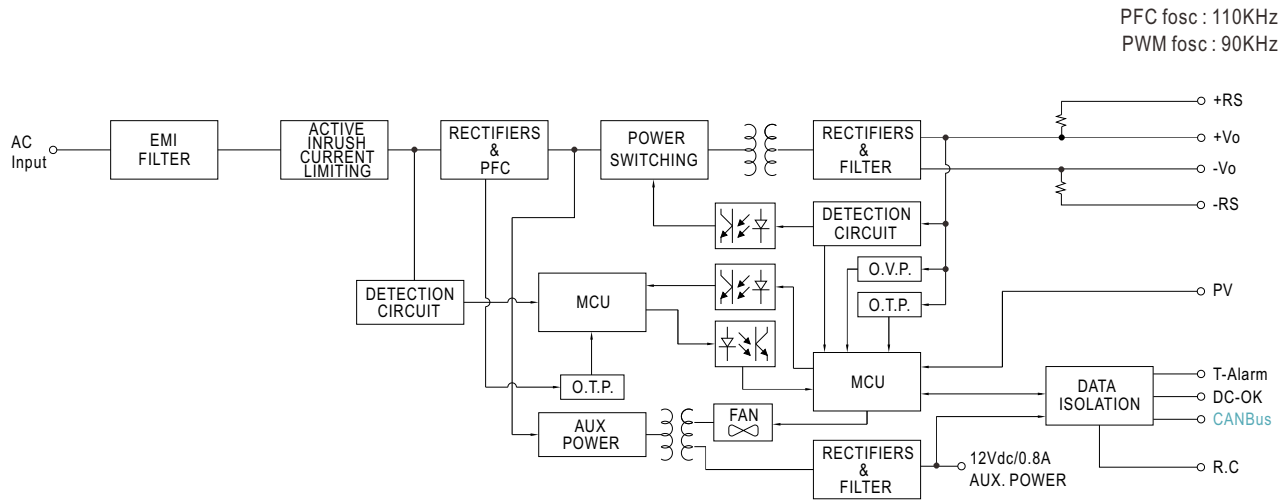 PFC fosc : 110KHz
PWM fosc : 90KHz
AC
Input
EMI
FILTER
ACTIVE
INRUSH
CURRENT
LIMITING
RECTIFIERS
&
PFC
POWER
SWITCHING
RECTIFIERS
&
FILTER
+RS
+Vo
-Vo
-RS
DETECTION
CIRCUIT
O.V.P.
O.T.P.
DETECTION
CIRCUIT
MCU
PV
O.T.P.
MCU
DATA
ISOLATION
T-Alarm
DC-OK
CANBus
R.C
AUX
POWER
FAN
RECTIFIERS
&
FILTER
12Vdc/0.8A
AUX. POWER